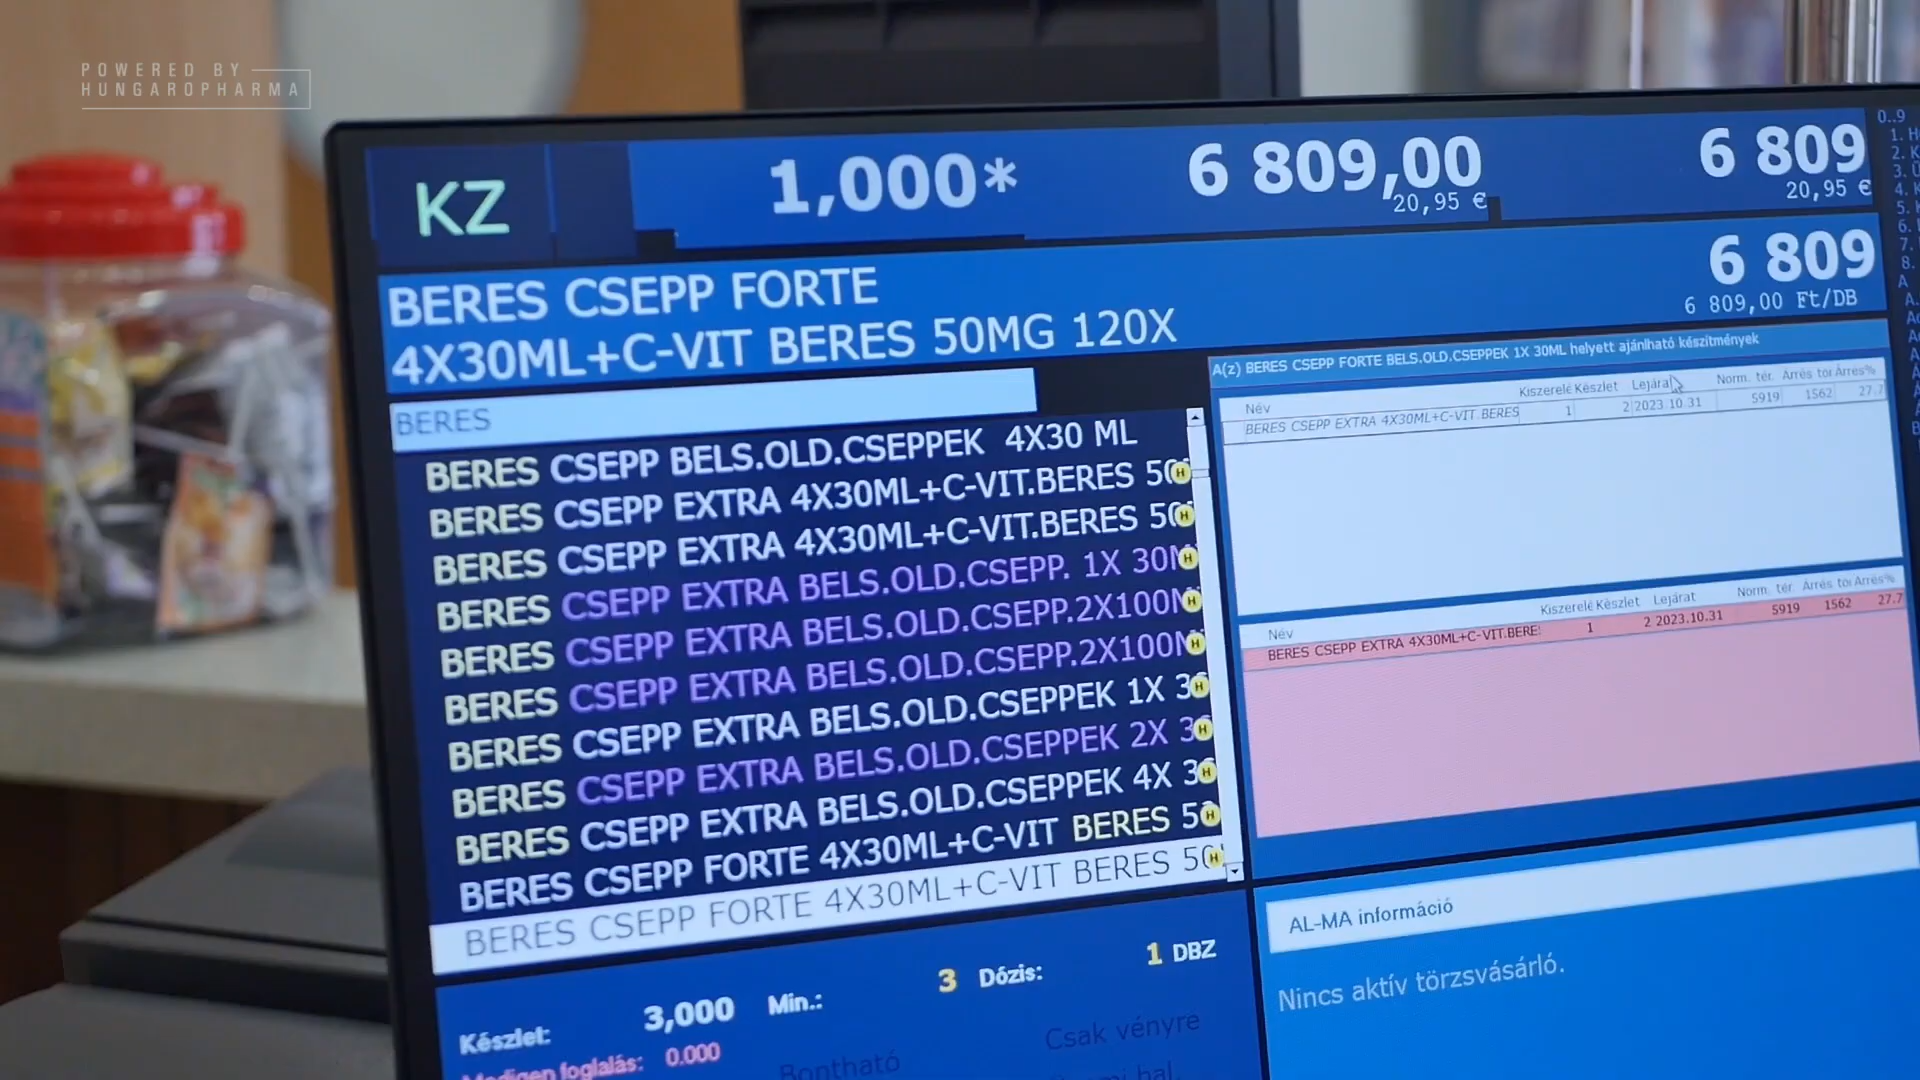 POWERED BY
HUNGAROPHARMA
KZ
1,000*
6 809,00
20,95 €
6 809
20,95 €
BERES CSEPP FORTE
4X30ML+C-VIT BERES 50MG 120X
6 809
6 809,00 Ft/DB
BERES
BERES CSEPP BELS.OLD.CSEPPEK 4X30 ML
BERES CSEPP EXTRA 4X30ML+C-VIT.BERES 50
BERES CSEPP EXTRA 4X30ML+C-VIT.BERES 50
BERES CSEPP EXTRA BELS.OLD.CSEPP. 1X 30M
BERES CSEPP EXTRA BELS.OLD.CSEPP.2X100M
BERES CSEPP EXTRA BELS.OLD.CSEPP.2X100M
BERES CSEPP EXTRA BELS.OLD.CSEPPEK 1X 3
BERES CSEPP EXTRA BELS.OLD.CSEPPEK 2X 3
BERES CSEPP EXTRA BELS.OLD.CSEPPEK 4X 3
BERES CSEPP FORTE 4X30ML+C-VIT BERES 5
BERES CSEPP FORTE 4X30ML+C-VIT BERES 50
A(z) BERES CSEPP FORTE BELS.OLD.CSEPPEK 1X 30ML helyett ajánlható készítmények
Név Kiszerelé Készlet Lejárat Norm. tér. Árrés töm Árrés%
BERES CSEPP EXTRA 4X30ML+C-VIT.BERES 1 2 2023.10.31 5919 1562 27.7
Név Kiszerelé Készlet Lejárat Norm. tér Árrés töm Árrés%
BERES CSEPP EXTRA 4X30ML+C-VIT.BERE 1 2 2023.10.31 5919 1562 27.7
AL-MA információ
Nincs aktív törzsvásárló.
Készlet: 3,000 Min.: 3 Dózis: 1 DBZ
foglalás: 0.000
Bontható
Csak vényre
0..9